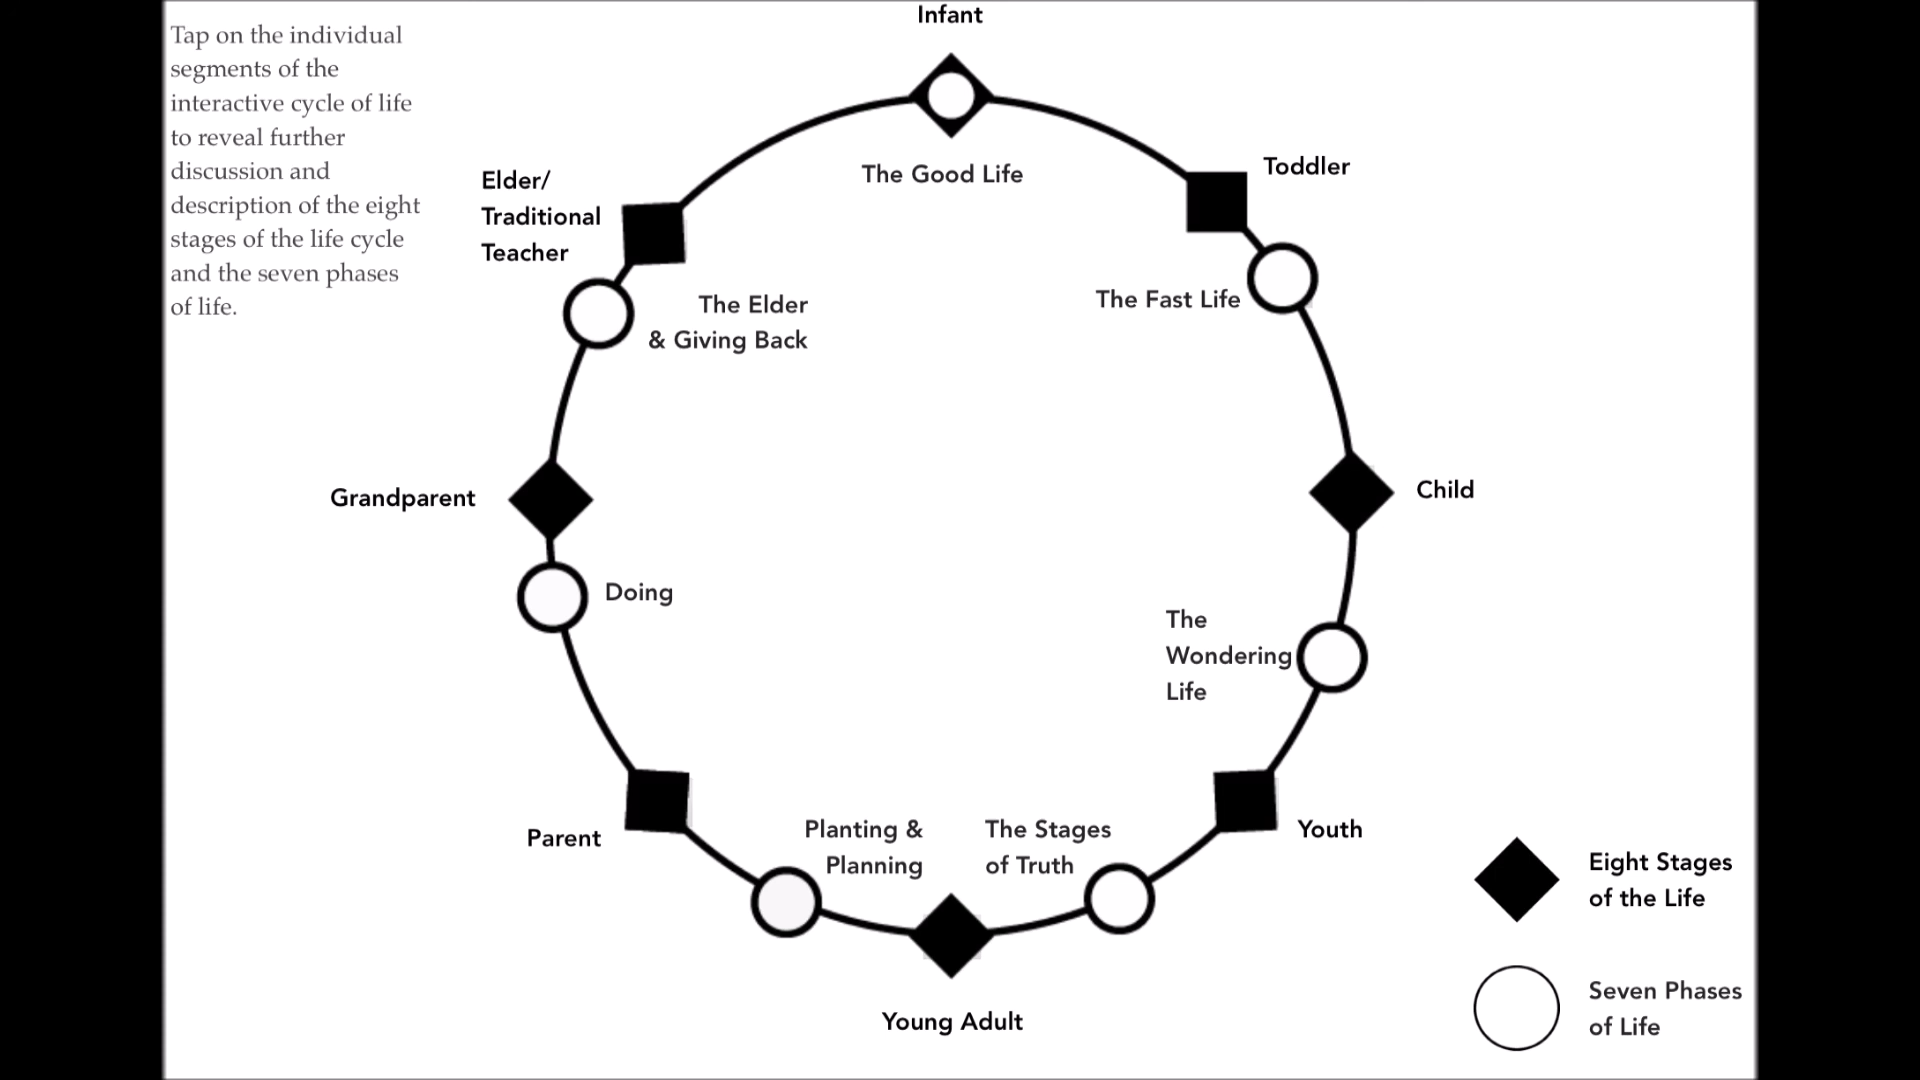 Tap on the individual
segments of the
interactive cycle of life
to reveal further
discussion and
description of the eight
stages of the life cycle
and the seven phases
of life.
Infant
The Good Life
Toddler
The Fast Life
Child
The
Wondering
Life
Youth
The Stages
of Truth
Young Adult
Planting &
Planning
Parent
Doing
Grandparent
The Elder
& Giving Back
Elder/
Traditional
Teacher
Eight Stages
of the Life
Seven Phases
of Life